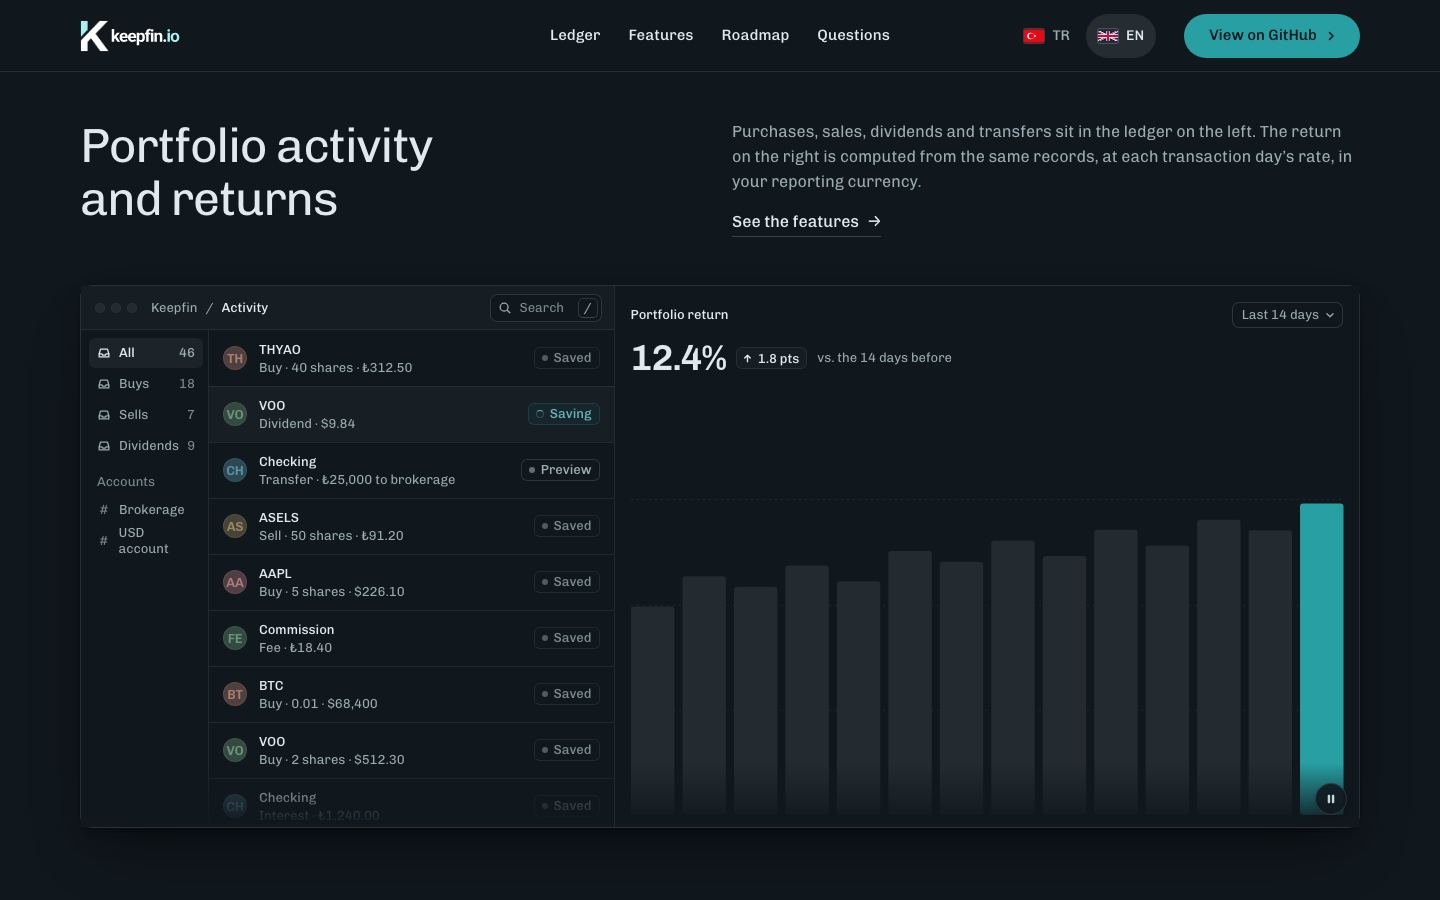 keepfin.io
Ledger
Features
Roadmap
Questions
TR
EN
View on GitHub
Portfolio activity
and returns
Purchases, sales, dividends and transfers sit in the ledger on the left. The return
on the right is computed from the same records, at each transaction day's rate, in
your reporting currency.
See the features →
Keepfin / Activity
Search /
All 46
Buys 18
Sells 7
Dividends 9
Accounts
# Brokerage
# USD
account
TH
THYAO
Buy · 40 shares · ₺312.50
Saved
VO
VOO
Dividend · $9.84
Saving
CH
Checking
Transfer · ₺25,000 to brokerage
Preview
AS
ASELS
Sell · 50 shares · ₺91.20
Saved
AA
AAPL
Buy · 5 shares · $226.10
Saved
FE
Commission
Fee · ₺18.40
Saved
BT
BTC
Buy · 0.01 · $68,400
Saved
VO
VOO
Buy · 2 shares · $512.30
Saved
CH
Checking
Interest · ₺1,240.00
Saved
Portfolio return
Last 14 days
12.4%
↑ 1.8 pts
vs. the 14 days before